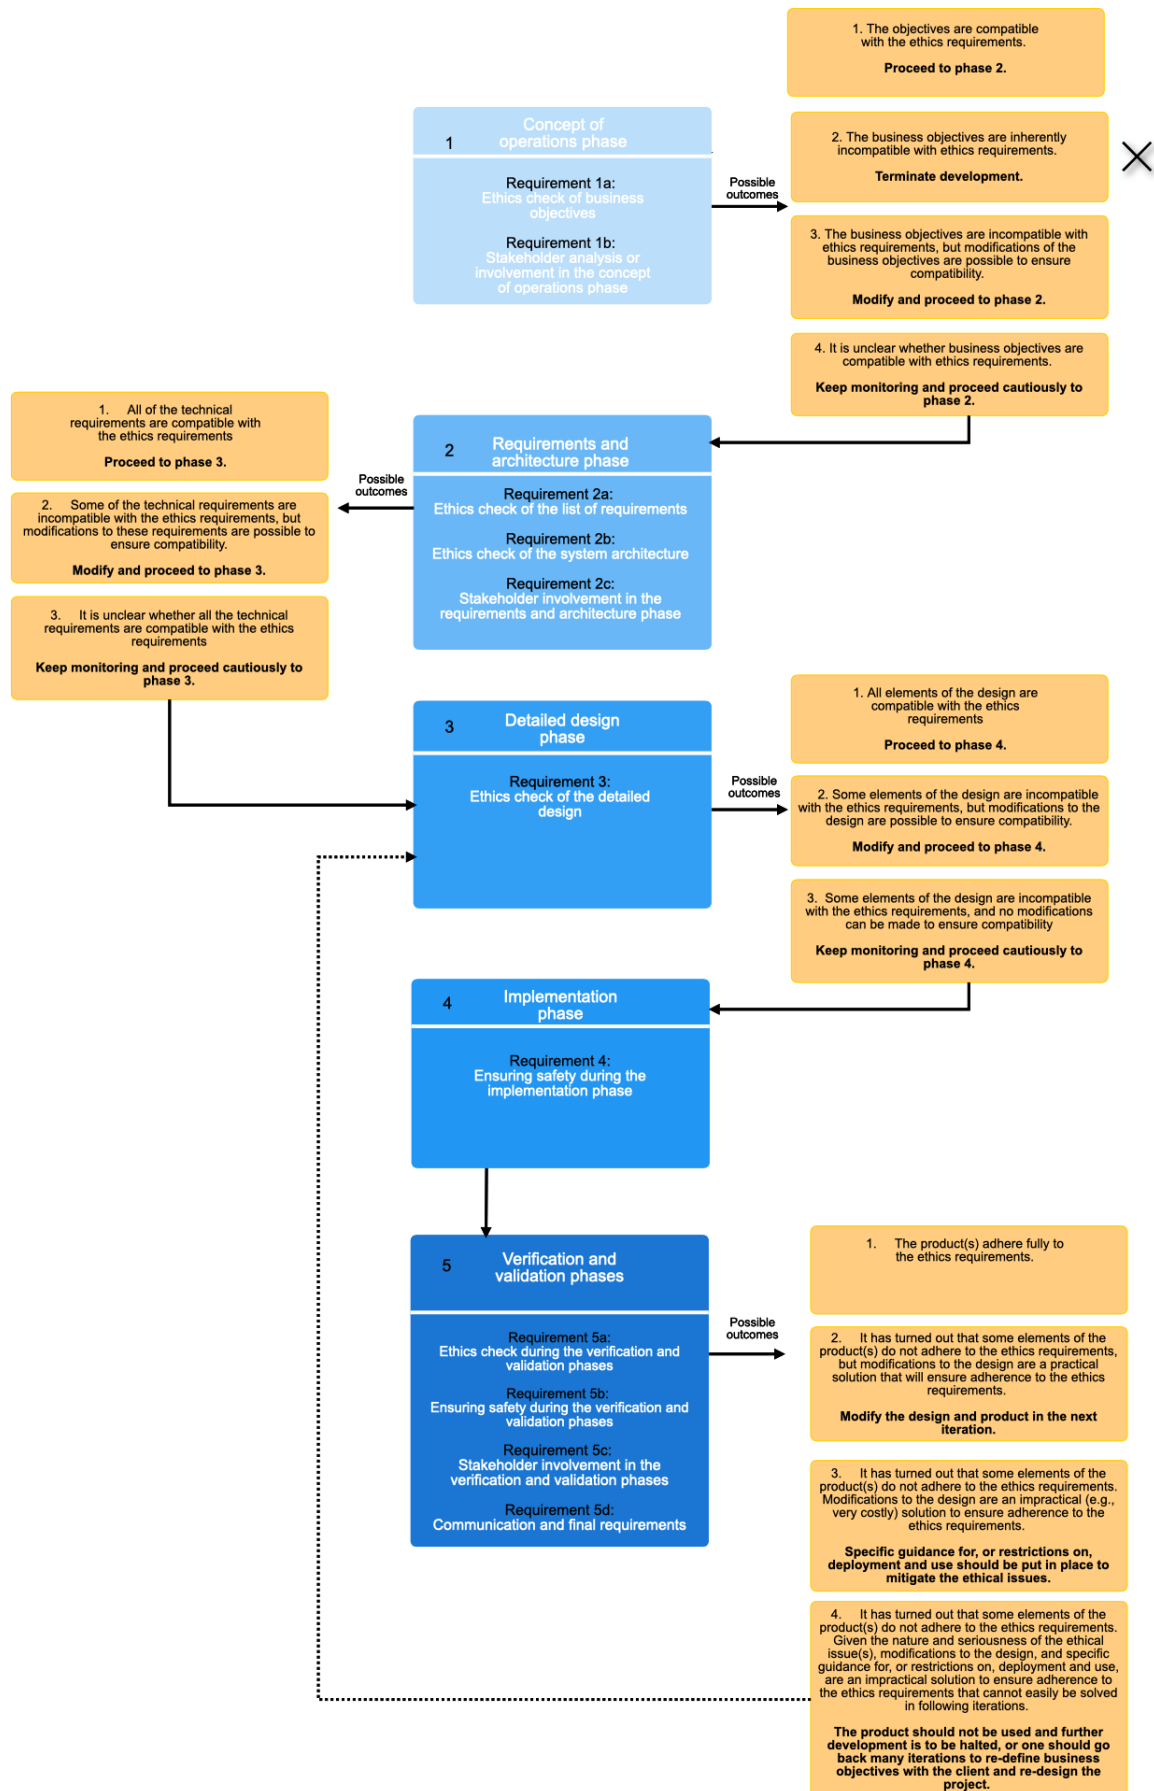 1. The objectives are compatible
with the ethics requirements.
Proceed to phase 2.
1
Concept of
operations phase
Requirement 1a:
Ethics check of business
objectives
Requirement 1b:
Stakeholder analysis or
involvement in the concept
of operations phase
Possible
outcomes
2. The business objectives are inherently
incompatible with ethics requirements.
Terminate development.
3. The business objectives are incompatible with
ethics requirements, but modifications of the
business objectives are possible to ensure
compatibility.
Modify and proceed to phase 2.
4. It is unclear whether business objectives are
compatible with ethics requirements.
Keep monitoring and proceed cautiously to
phase 2.
2
Requirements and
architecture phase
Requirement 2a:
Ethics check of the list of requirements
Requirement 2b:
Ethics check of the system architecture
Requirement 2c:
Stakeholder involvement in the
requirements and architecture phase
Possible
outcomes
1. All of the technical
requirements are compatible with
the ethics requirements
Proceed to phase 3.
2. Some of the technical requirements are
incompatible with the ethics requirements, but
modifications to these requirements are possible to
ensure compatibility.
Modify and proceed to phase 3.
3. It is unclear whether all the technical
requirements are compatible with the ethics
requirements
Keep monitoring and proceed cautiously to
phase 3.
3
Detailed design
phase
Requirement 3:
Ethics check of the detailed
design
Possible
outcomes
1. All elements of the design are
compatible with the ethics
requirements
Proceed to phase 4.
2. Some elements of the design are incompatible
with the ethics requirements, but modifications to the
design are possible to ensure compatibility.
Modify and proceed to phase 4.
3. Some elements of the design are incompatible
with the ethics requirements, and no modifications
can be made to ensure compatibility
Keep monitoring and proceed cautiously to
phase 4.
4
Implementation
phase
Requirement 4:
Ensuring safety during the
implementation phase
5
Verification and
validation phases
Requirement 5a:
Ethics check during the verification and
validation phases
Requirement 5b:
Ensuring safety during the verification and
validation phases
Requirement 5c:
Stakeholder involvement in the
verification and validation phases
Requirement 5d:
Communication and final requirements
Possible
outcomes
1. The product(s) adhere fully to
the ethics requirements.
2. It has turned out that some elements of the
product(s) do not adhere to the ethics requirements,
but modifications to the design are a practical
solution that will ensure adherence to the ethics
requirements.
Modify the design and product in the next
iteration.
3. It has turned out that some elements of the
product(s) do not adhere to the ethics requirements.
Modifications to the design are an impractical (e.g.,
very costly) solution to ensure adherence to the
ethics requirements.
Specific guidance for, or restrictions on,
deployment and use should be put in place to
mitigate the ethical issues.
4. It has turned out that some elements of the
product(s) do not adhere to the ethics requirements.
Given the nature and seriousness of the ethical
issue(s), modifications to the design, and specific
guidance for, or restrictions on, deployment and use,
are an impractical solution to ensure adherence to
the ethics requirements that cannot easily be solved
in following iterations.
The product should not be used and further
development is to be halted, or one should go
back many iterations to re-define business
objectives with the client and re-design the
project.